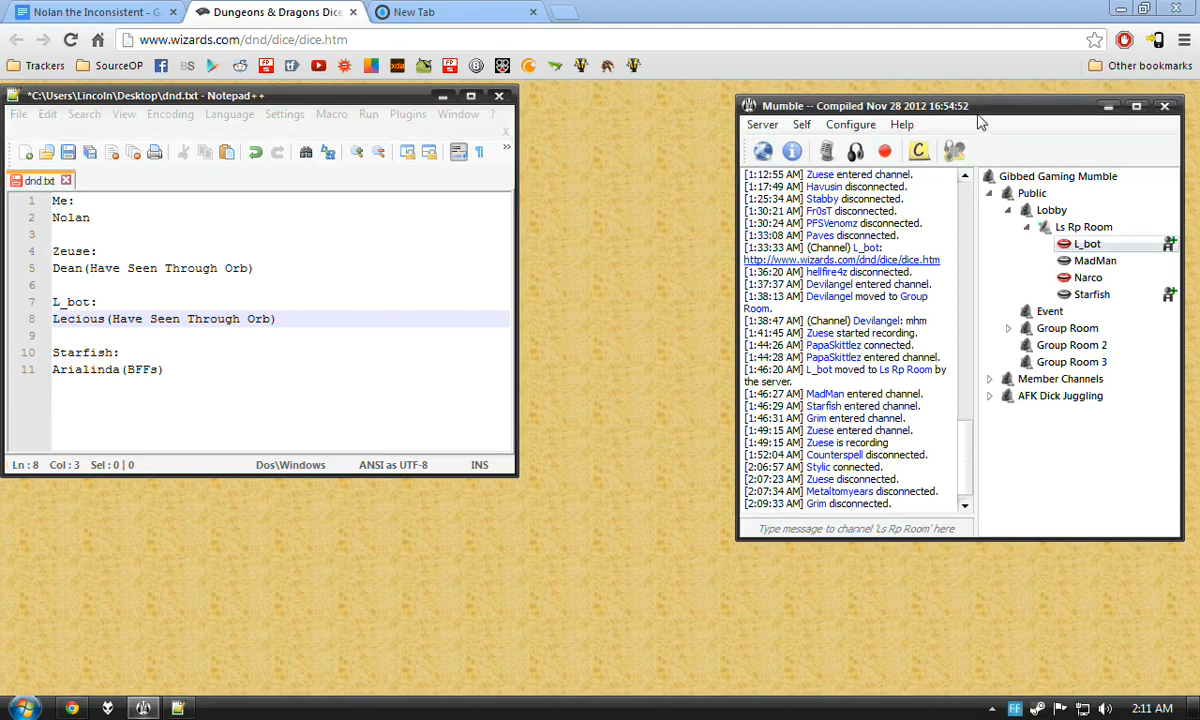 Nolan the Inconsistent - G
Dungeons & Dragons Dice
New Tab
www.wizards.com/dnd/dice/dice.htm
Trackers
SourceOP
BS
Other bookmarks
*C:\Users\Lincoln\Desktop\dnd.txt - Notepad++
File Edit Search View Encoding Language Settings Macro Run Plugins Window ?
X
dnd.txt
1 Me:
2 Nolan
3
4 Zeuse:
5 Dean(Have Seen Through Orb)
6
7 L_bot:
8 Lecious(Have Seen Through Orb)
9
10 Starfish:
11 Arialinda(BFFs)
Ln : 8 Col : 3 Sel : 0 | 0 Dos\Windows ANSI as UTF-8 INS
Mumble -- Compiled Nov 28 2012 16:54:52
Server Self Configure Help
[1:12:55 AM] Zuese entered channel.
[1:17:49 AM] Havusin disconnected.
[1:25:34 AM] Stabby disconnected.
[1:30:21 AM] Fr0sT disconnected.
[1:30:24 AM] PFSVenomz disconnected.
[1:33:08 AM] Paves disconnected.
[1:33:33 AM] (Channel) L_bot:
http://www.wizards.com/dnd/dice/dice.htm
[1:36:20 AM] hellfire4z disconnected.
[1:37:37 AM] Devilangel entered channel.
[1:38:13 AM] Devilangel moved to Group
Room.
[1:38:47 AM] (Channel) Devilangel: mhm
[1:41:45 AM] Zuese started recording.
[1:44:26 AM] PapaSkittlez connected.
[1:44:28 AM] PapaSkittlez entered channel.
[1:46:20 AM] L_bot moved to Ls Rp Room by
the server.
[1:46:27 AM] MadMan entered channel.
[1:46:29 AM] Starfish entered channel.
[1:46:31 AM] Grim entered channel.
[1:49:15 AM] Zuese entered channel.
[1:49:15 AM] Zuese is recording
[1:52:04 AM] Counterspell disconnected.
[2:06:57 AM] Stylic connected.
[2:07:23 AM] Zuese disconnected.
[2:07:34 AM] Metaltomyears disconnected.
[2:09:33 AM] Grim disconnected.
Type message to channel 'Ls Rp Room' here
Gibbed Gaming Mumble
Public
Lobby
Ls Rp Room
L_bot
MadMan
Narco
Starfish
Event
Group Room
Group Room 2
Group Room 3
Member Channels
AFK Dick Juggling
FF
2:11 AM